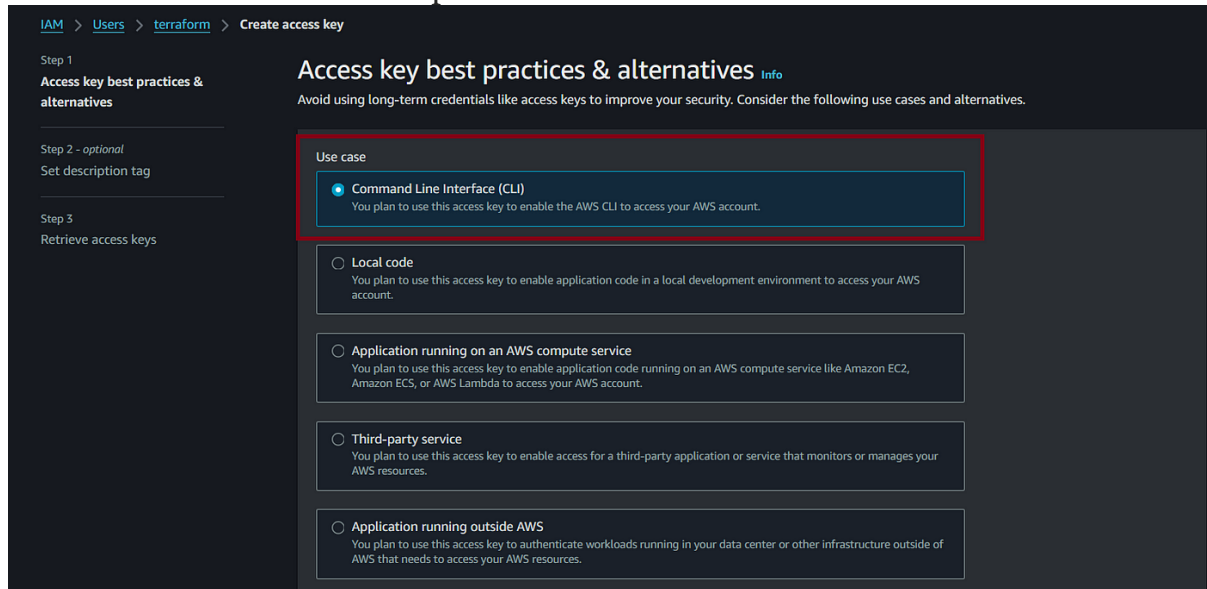 IAM > Users > terraform > Create access key
Step 1
Access key best practices &
alternatives
Step 2 - optional
Set description tag
Step 3
Retrieve access keys
Access key best practices & alternatives Info
Avoid using long-term credentials like access keys to improve your security. Consider the following use cases and alternatives.
Use case
Command Line Interface (CLI)
You plan to use this access key to enable the AWS CLI to access your AWS account.
Local code
You plan to use this access key to enable application code in a local development environment to access your AWS
account.
Application running on an AWS compute service
You plan to use this access key to enable application code running on an AWS compute service like Amazon EC2,
Amazon ECS, or AWS Lambda to access your AWS account.
Third-party service
You plan to use this access key to enable access for a third-party application or service that monitors or manages your
AWS resources.
Application running outside AWS
You plan to use this access key to authenticate workloads running in your data center or other infrastructure outside of
AWS that needs to access your AWS resources.